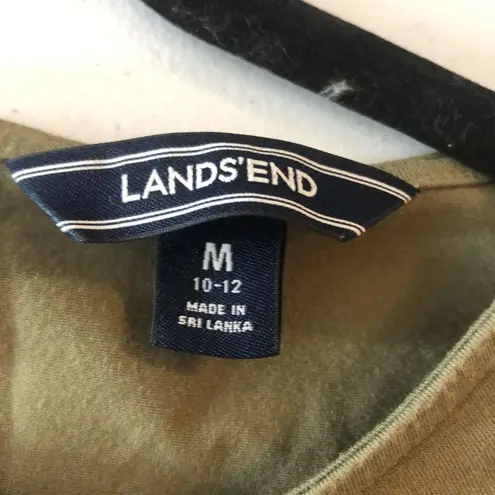 LANDS'END
M
10-12
MADE IN
SRI LANKA